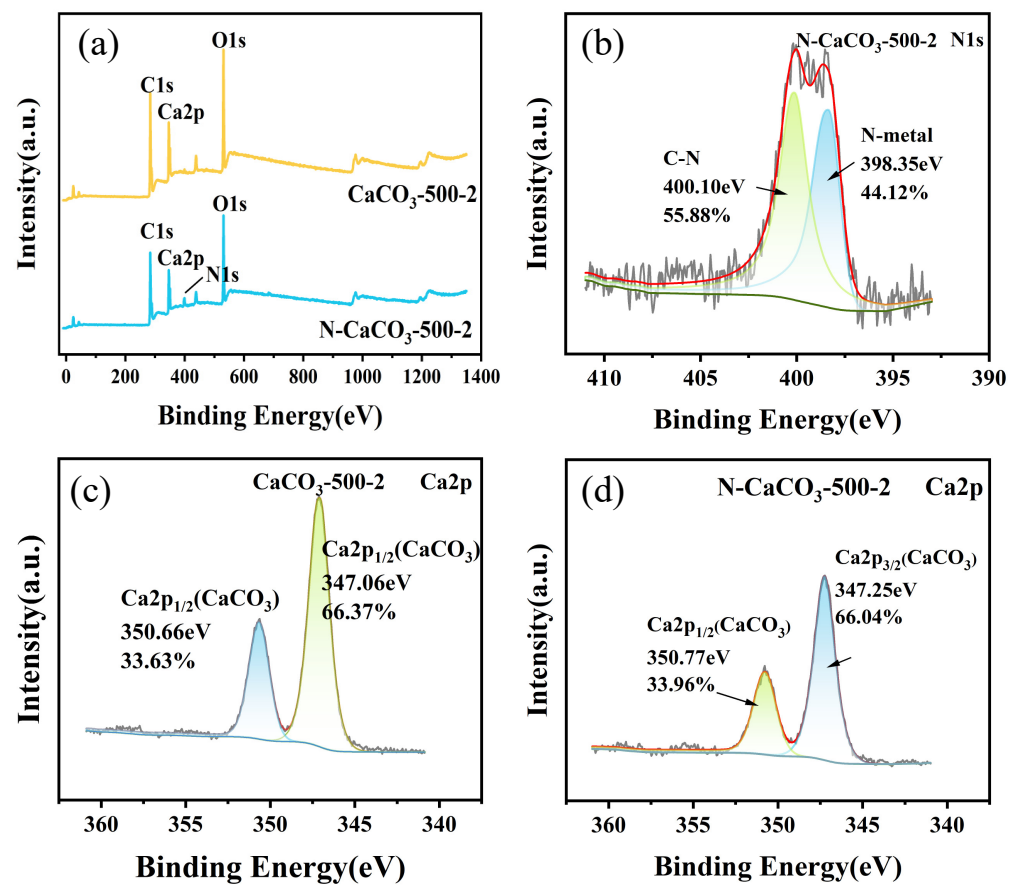 (a)
O1s
C1s
Ca2p
CaCO₃-500-2
O1s
C1s
Ca2p
N1s
N-CaCO₃-500-2
Intensity(a.u.)
0 200 400 600 800 1000 1200 1400
Binding Energy(eV)
(b)
N-CaCO₃-500-2 N1s
C-N
400.10eV
55.88%
N-metal
398.35eV
44.12%
Intensity(a.u.)
410 405 400 395 390
Binding Energy(eV)
(c)
CaCO₃-500-2 Ca2p
Ca2p₁/₂(CaCO₃)
347.06eV
66.37%
Ca2p₁/₂(CaCO₃)
350.66eV
33.63%
Intensity(a.u.)
360 355 350 345 340
Binding Energy(eV)
(d)
N-CaCO₃-500-2 Ca2p
Ca2p₃/₂(CaCO₃)
347.25eV
66.04%
Ca2p₁/₂(CaCO₃)
350.77eV
33.96%
Intensity(a.u.)
360 355 350 345 340
Binding Energy(eV)